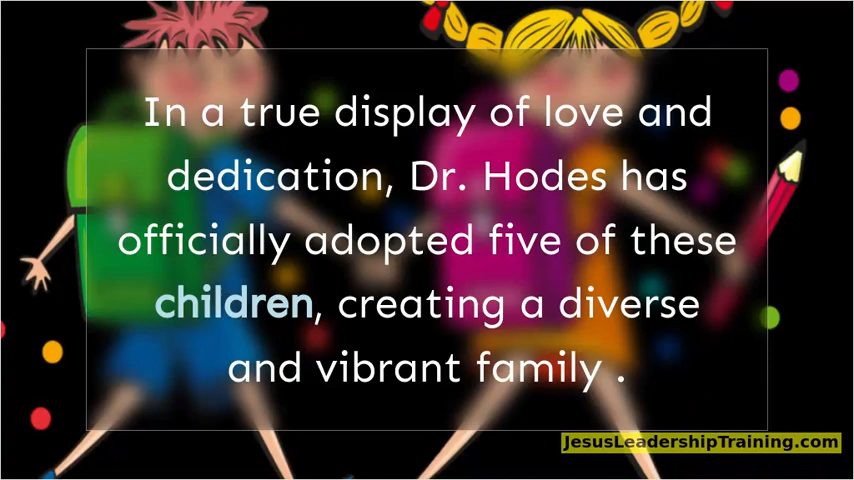 In a true display of love and
dedication, Dr. Hodes has
officially adopted five of these
children, creating a diverse
and vibrant family .
JesusLeadershipTraining.com